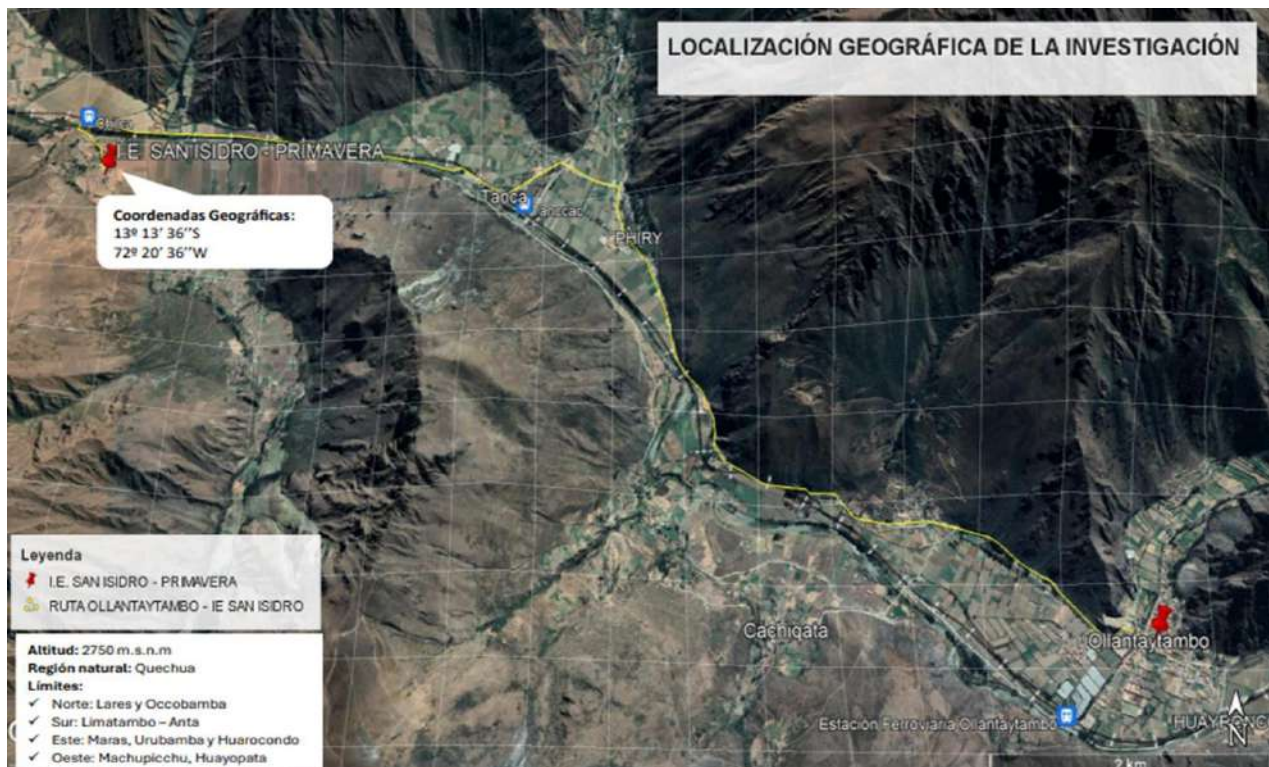 LOCALIZACIÓN GEOGRÁFICA DE LA INVESTIGACIÓN
I.E. SAN ISIDRO - PRIMAVERA
Coordenadas Geográficas:
13º 13' 36''S
72º 20' 36''W
Taoca
PHIRY
Cachiqata
Ollantaytambo
Estación Ferroviaria Ollantaytambo
N
2 km
Leyenda
I.E. SAN ISIDRO - PRIMAVERA
RUTA OLLANTAYTAMBO - IE SAN ISIDRO
Altitud: 2750 m.s.n.m
Región natural: Quechua
Límites:
✓ Norte: Lares y Occobamba
✓ Sur: Limatambo – Anta
✓ Este: Maras, Urubamba y Huarocondo
✓ Oeste: Machupicchu, Huayopata